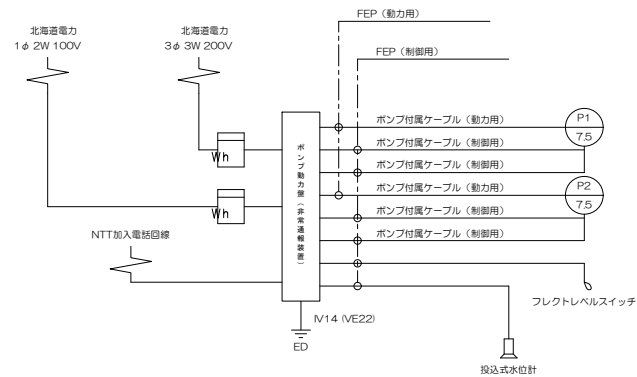 FEP（動力用）
北海道電力
1φ 2W 100V
北海道電力
3φ 3W 200V
FEP（制御用）
ポンプ付属ケーブル（動力用）
P1
7.5
ポンプ付属ケーブル（制御用）
Wh
ポンプ付属ケーブル（制御用）
ポンプ動力盤（非常通報装置）
ポンプ付属ケーブル（動力用）
P2
7.5
Wh
ポンプ付属ケーブル（制御用）
NTT加入電話回線
ポンプ付属ケーブル（制御用）
フレクトレベルスイッチ
IV14 (VE22)
ED
投込式水位計